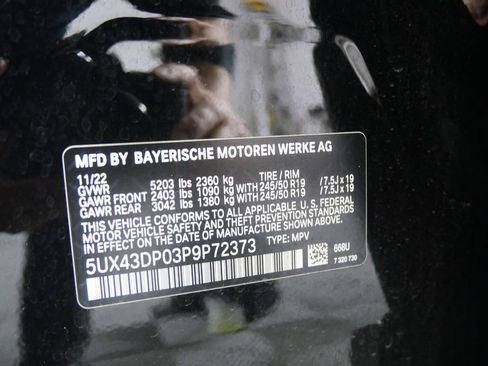 MFD BY BAYERISCHE MOTOREN WERKE AG
11/22 TIRE / RIM
GVWR 5203 lbs 2360 kg
GAWR FRONT 2403 lbs 1090 kg WITH 245/50 R19 /7.5J x 19
GAWR REAR 3042 lbs 1380 kg WITH 245/50 R19 /7.5J x 19
THIS VEHICLE CONFORMS TO ALL APPLICABLE U. S. FEDERAL
MOTOR VEHICLE SAFETY, AND THEFT PREVENTION STANDARDS
IN EFFECT ON THE DATE OF MANUFACTURE SHOWN ABOVE.
5UX43DP03P9P72373 TYPE: MPV
668U
7 320 730